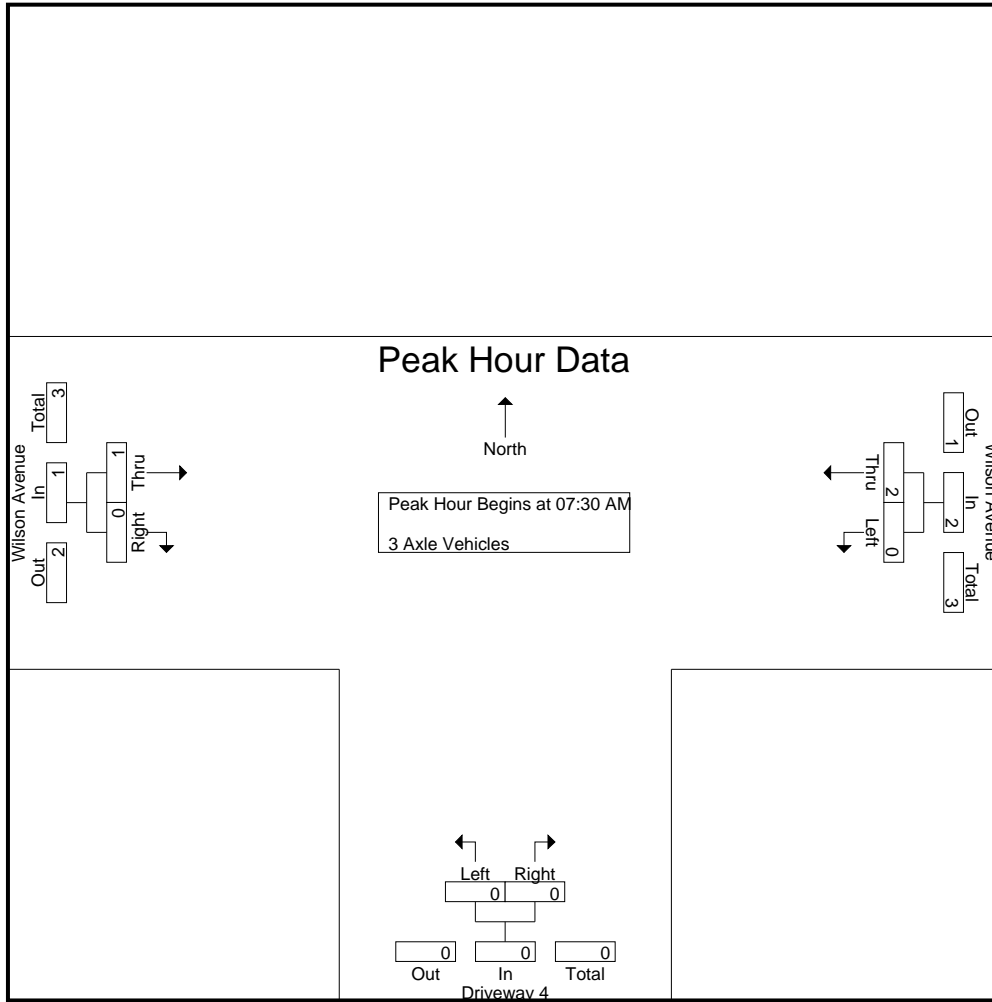 Peak Hour Data
North
Peak Hour Begins at 07:30 AM
3 Axle Vehicles
Wilson Avenue
Total
3
In
1
Out
2
Thru
1
Right
0
Wilson Avenue
Out
1
In
2
Total
3
Thru
2
Left
0
Left Right
0 0
0 0 0
Out In Total
Driveway 4